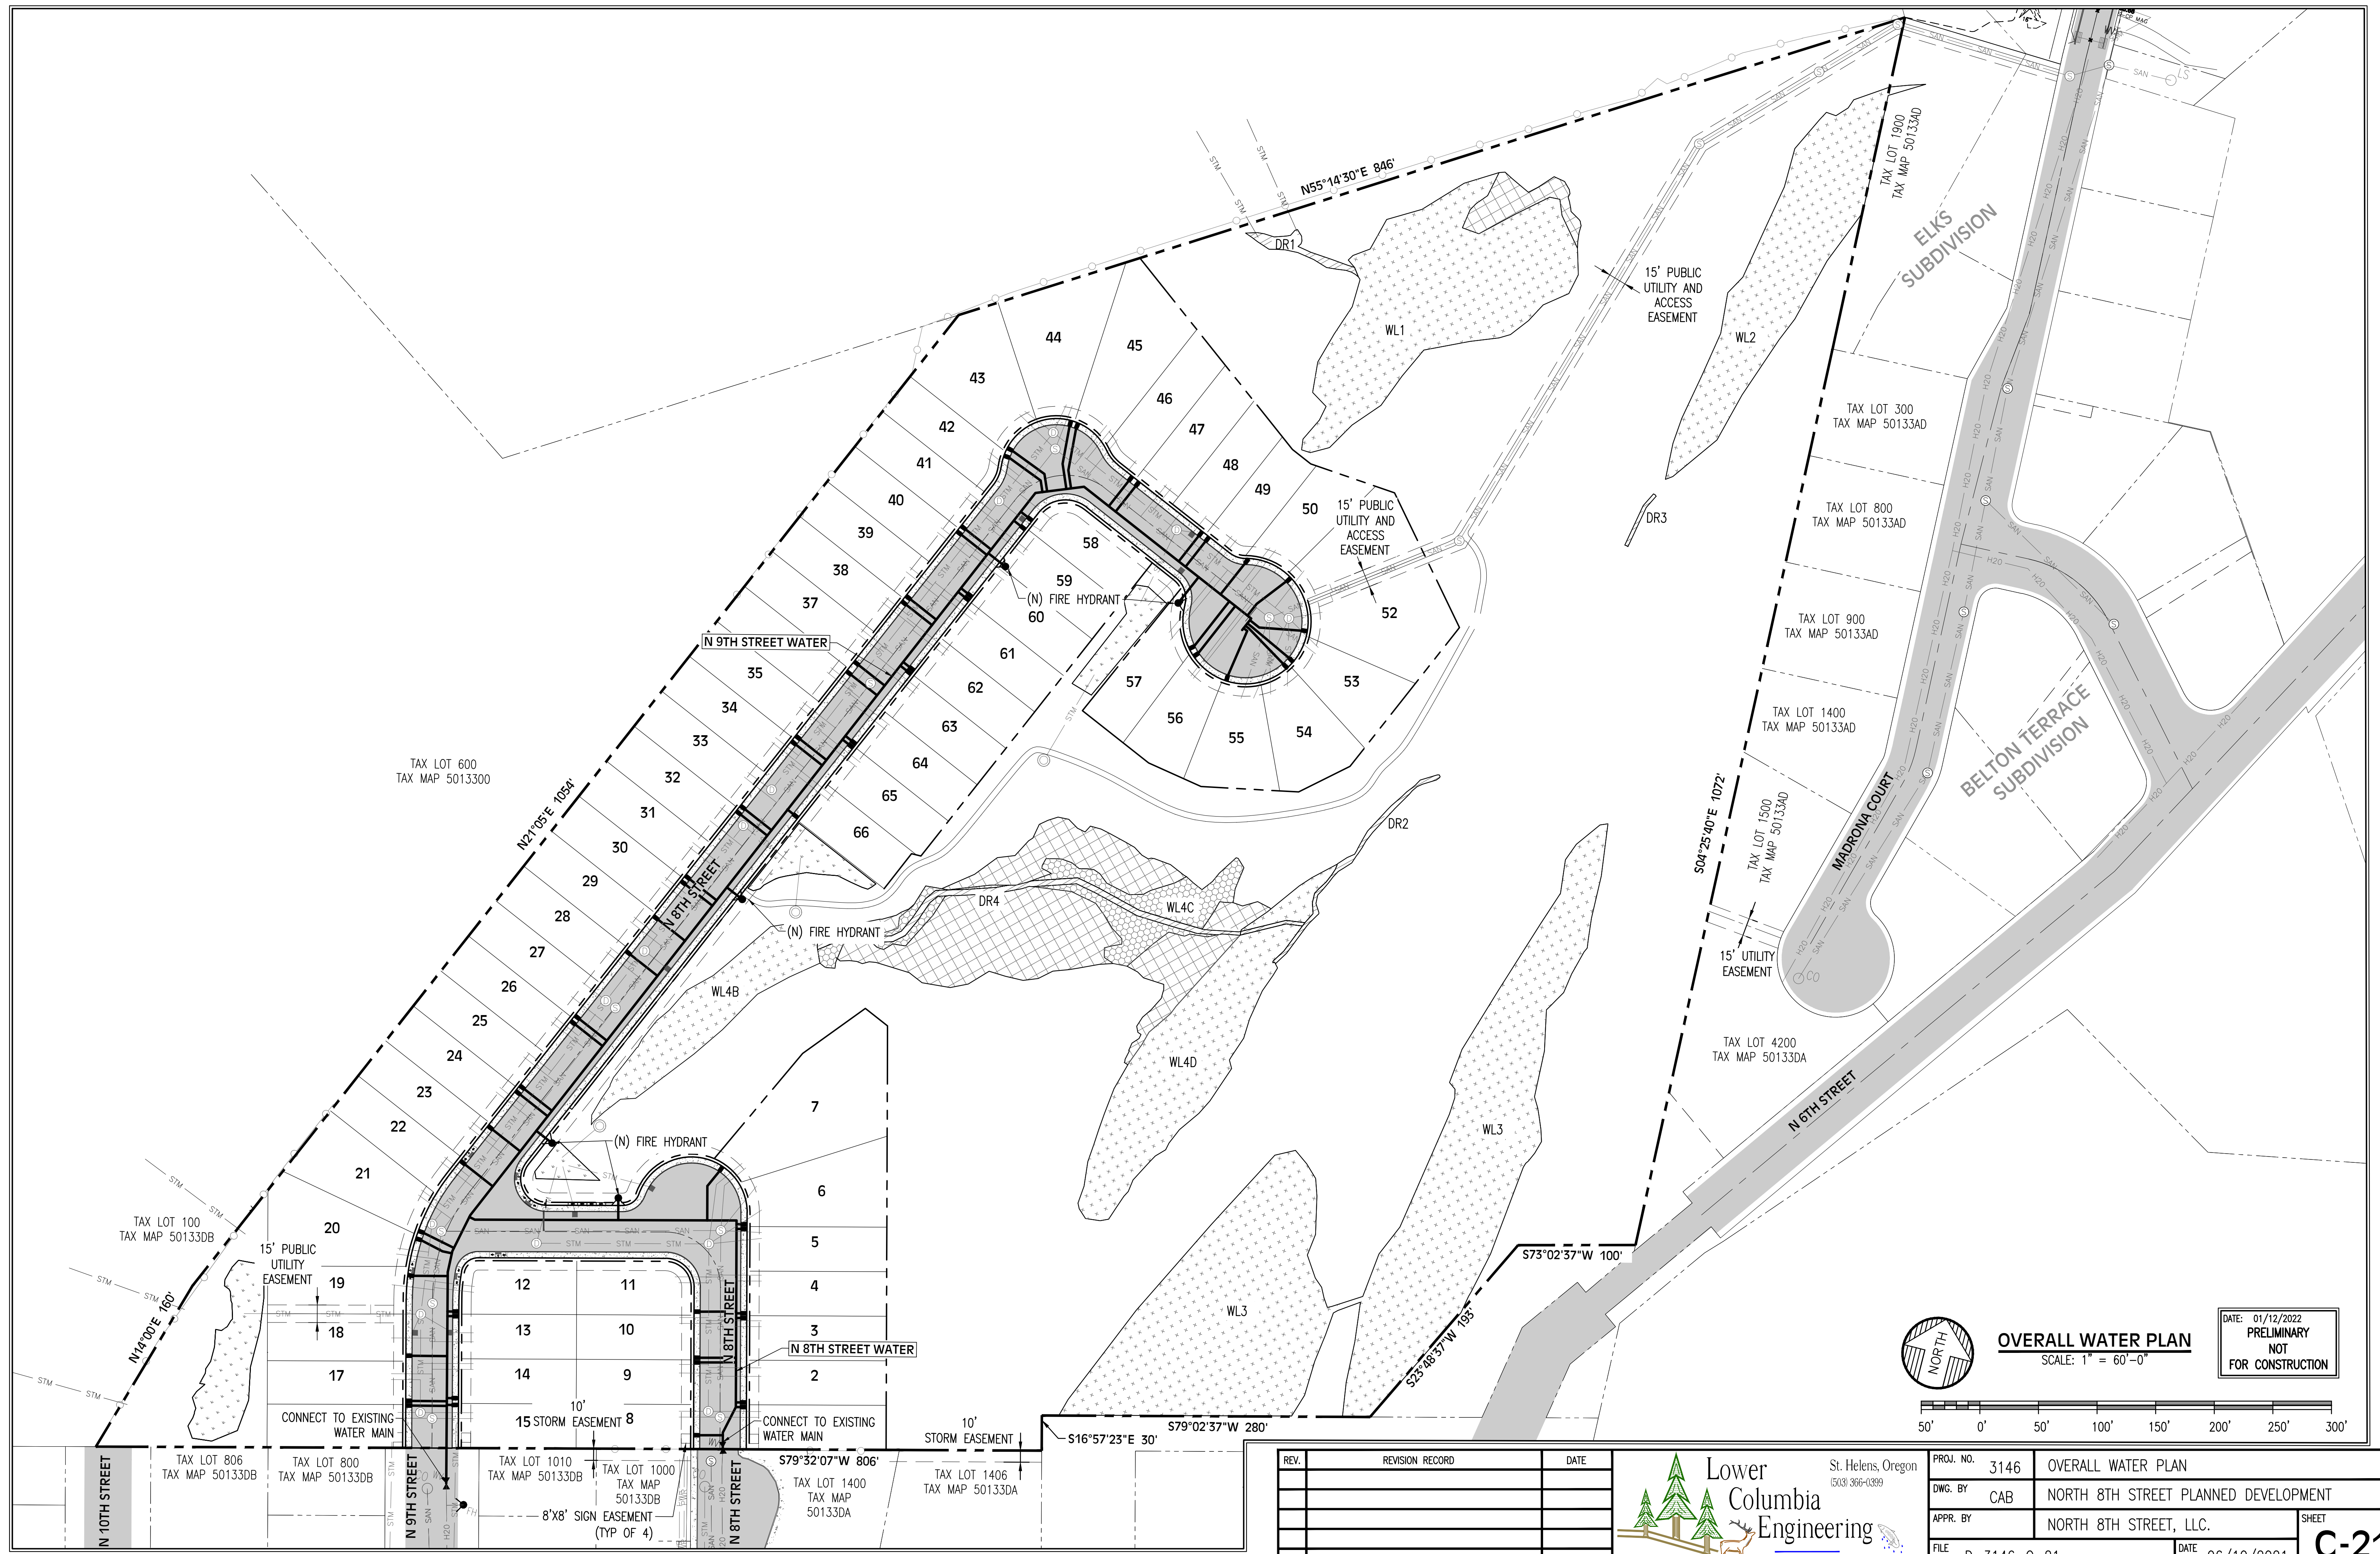 N55°14'30"E 846'
DR1
WL1
WL2
15' PUBLIC
UTILITY AND
ACCESS
EASEMENT
TAX LOT 1900
TAX MAP 50133AD
ELKS
SUBDIVISION
LS
TAX LOT 300
TAX MAP 50133AD
TAX LOT 800
TAX MAP 50133AD
TAX LOT 900
TAX MAP 50133AD
TAX LOT 1400
TAX MAP 50133AD
TAX LOT 1500
TAX MAP 50133AD
MADRONA COURT
BELTON TERRACE
SUBDIVISION
S04°25'40"E 1072'
DR3
44
45
43
46
42
47
41
48
40
49
39
50
38
58
37
59
60
15' PUBLIC
UTILITY AND
ACCESS
EASEMENT
52
(N) FIRE HYDRANT
N 9TH STREET WATER
61
35
62
57
53
34
63
56
33
64
55
54
32
65
31
66
30
29
28
27
26
25
24
23
22
21
20
TAX LOT 600
TAX MAP 5013300
N21°05'E 1054'
N 8TH STREET
DR2
DR4
WL4C
(N) FIRE HYDRANT
WL4B
WL4D
15' UTILITY
EASEMENT
CO
TAX LOT 4200
TAX MAP 50133DA
N 6TH STREET
WL3
(N) FIRE HYDRANT
7
6
5
4
3
2
TAX LOT 100
TAX MAP 50133DB
15' PUBLIC
UTILITY
EASEMENT
19
18
17
12
11
13
10
14
9
15
8
N14°00'E 160'
N 8TH STREET
N 8TH STREET WATER
WL3
S73°02'37"W 100'
S23°48'37"W 193'
S79°02'37"W 280'
S16°57'23"E 30'
S79°32'07"W 806'
CONNECT TO EXISTING
WATER MAIN
10'
STORM EASEMENT
CONNECT TO EXISTING
WATER MAIN
10'
STORM EASEMENT
N 10TH STREET
TAX LOT 806
TAX MAP 50133DB
TAX LOT 800
TAX MAP 50133DB
N 9TH STREET
FH
TAX LOT 1010
TAX MAP 50133DB
TAX LOT 1000
TAX MAP
50133DB
8'X8' SIGN EASEMENT
(TYP OF 4)
N 8TH STREET
TAX LOT 1400
TAX MAP
50133DA
TAX LOT 1406
TAX MAP 50133DA
NORTH
OVERALL WATER PLAN
SCALE: 1" = 60'-0"
DATE: 01/12/2022
PRELIMINARY
NOT
FOR CONSTRUCTION
50' 0' 50' 100' 150' 200' 250' 300'
REV. REVISION RECORD DATE
Lower
Columbia
Engineering
St. Helens, Oregon
(503) 366-0399
PROJ. NO. 3146
OVERALL WATER PLAN
DWG. BY CAB
NORTH 8TH STREET PLANNED DEVELOPMENT
APPR. BY
NORTH 8TH STREET, LLC.
SHEET
FILE
DATE